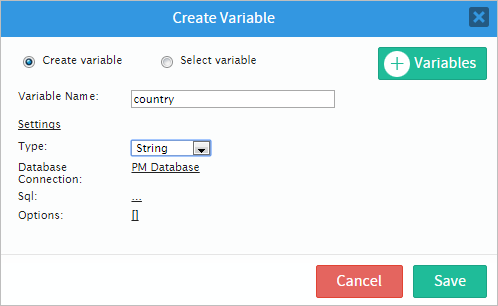 Create Variable
Create variable
Select variable
Variables
Variable Name:
country
Settings
Type:
String
Database Connection:
PM Database
Sql:
...
Options:
[]
Cancel
Save